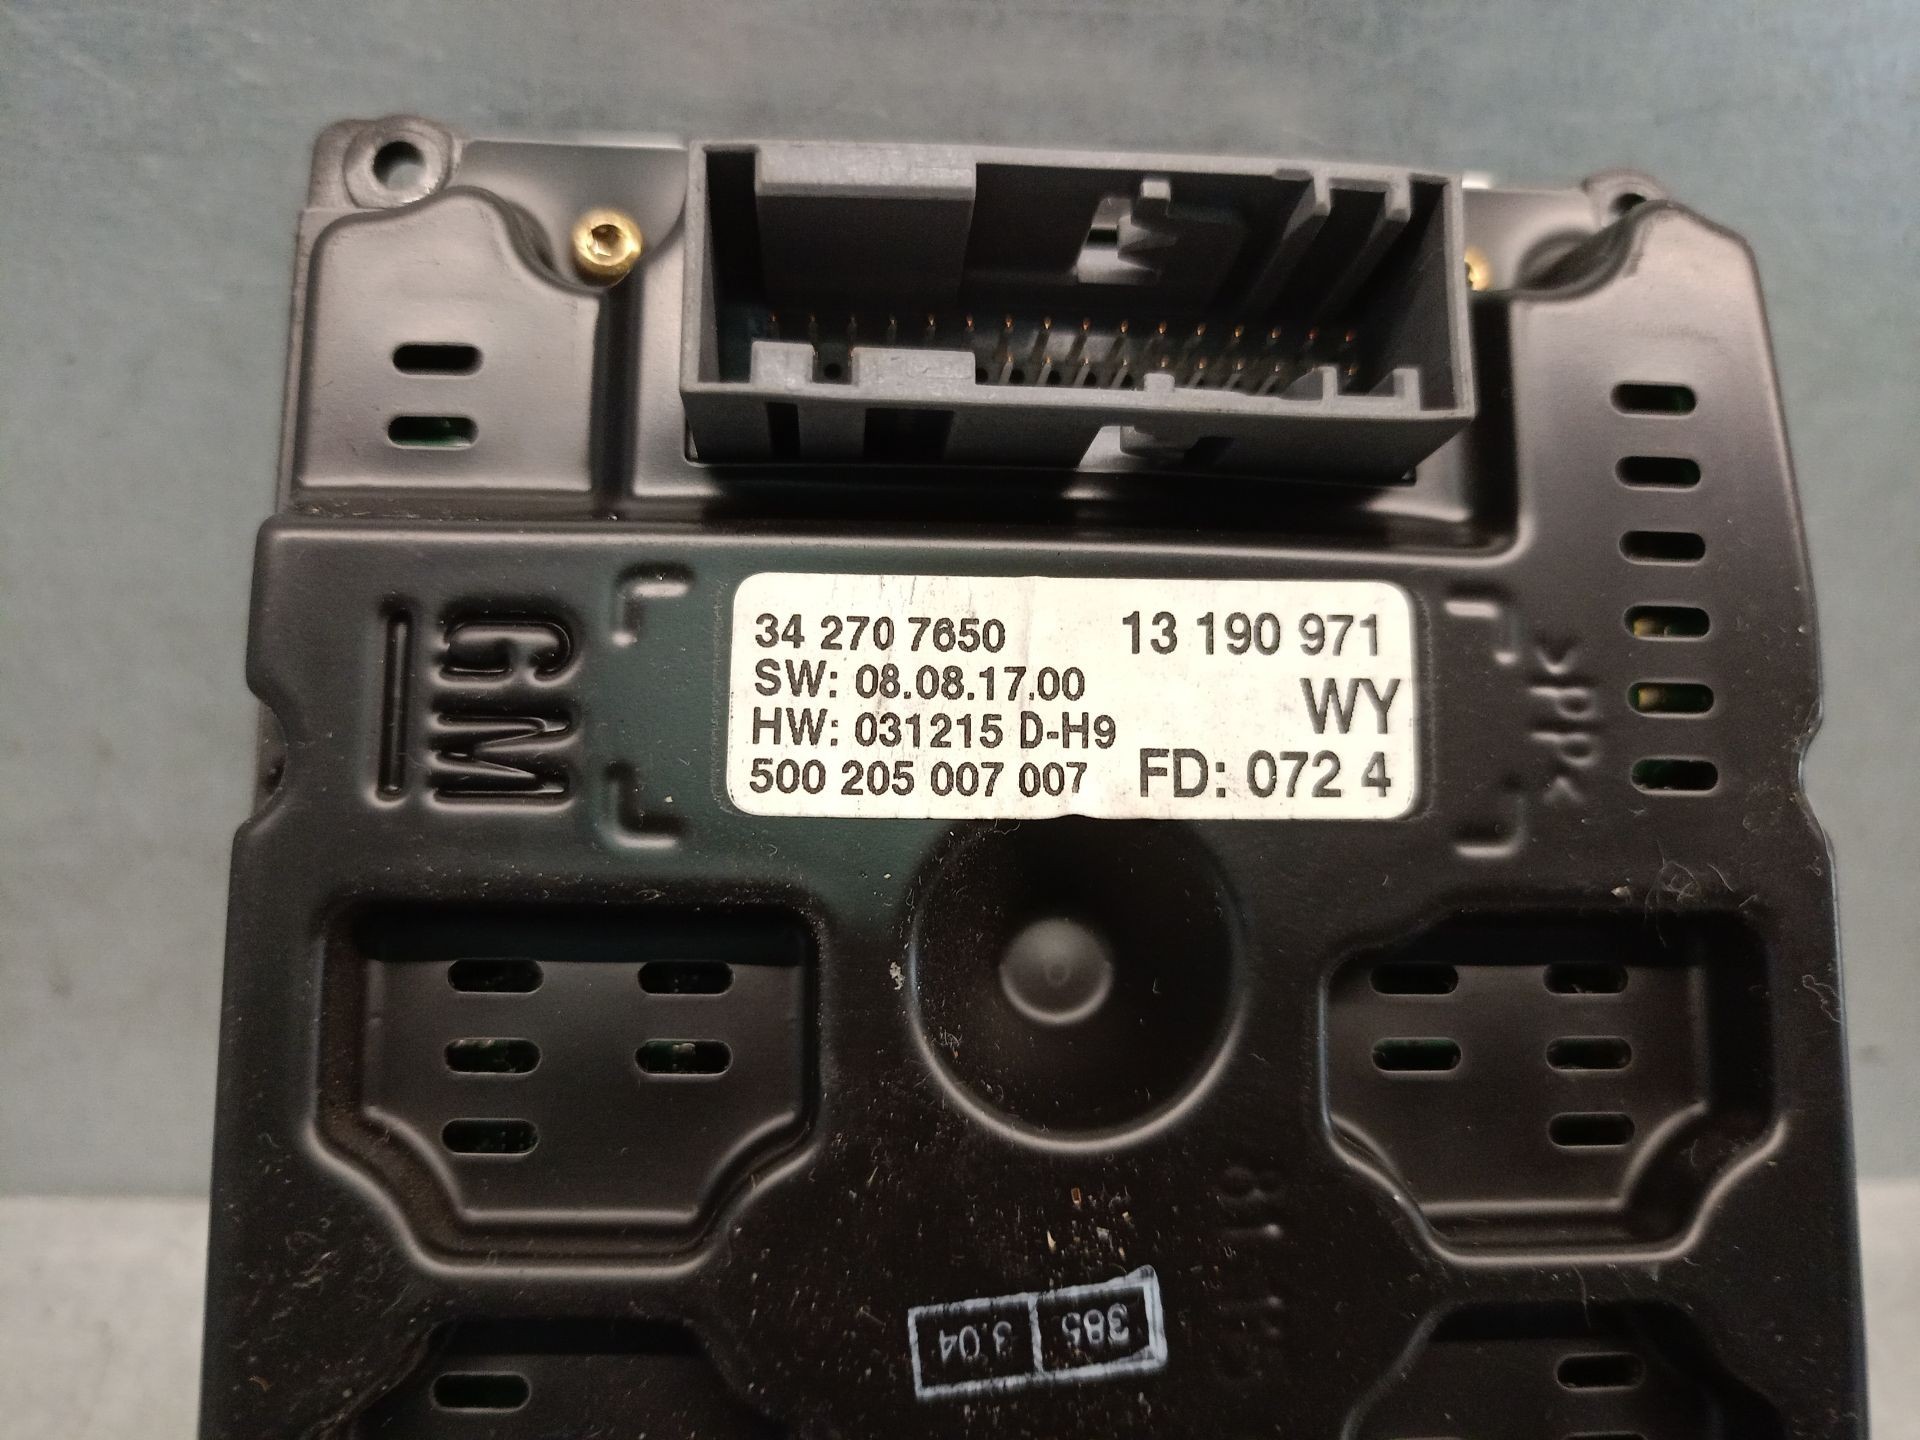 34 270 7650 13 190 971
SW: 08.08.17.00 WY
HW: 031215 D-H9
500 205 007 007 FD: 072 4
GM
>PP<
385
3.04